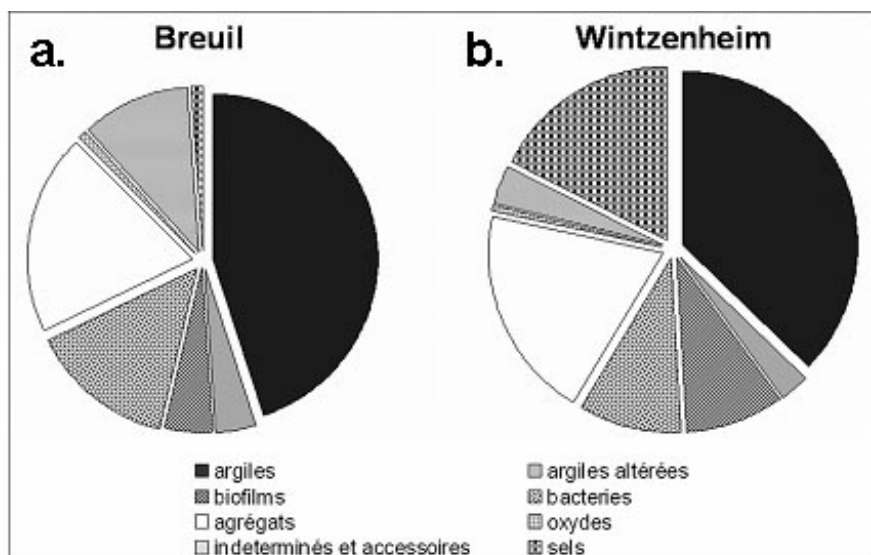 a. Breuil
b. Wintzenheim
argiles
argiles altérées
biofilms
bacteries
agrégats
oxydes
indeterminés et accessoires
sels